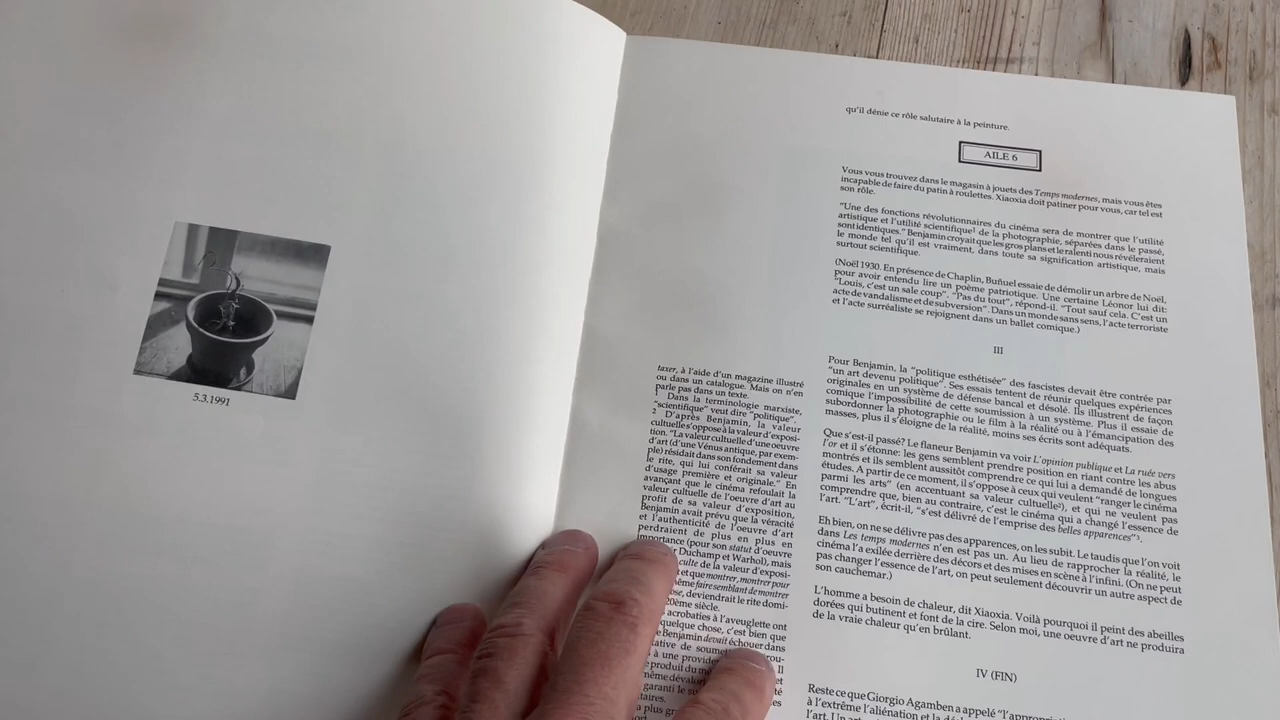 5.3.1991
qu'il dénie ce rôle salutaire à la peinture.
AILE 6
Vous vous trouvez dans le magasin à jouets des Temps modernes, mais vous êtes
incapable de faire du patin à roulettes. Xiaoxia doit patiner pour vous, car tel est
son rôle.
"Une des fonctions révolutionnaires du cinéma sera de montrer que l'utilité
artistique et l'utilité scientifique¹ de la photographie, séparées dans le passé,
sont identiques." Benjamin croyait que les gros plans et le ralenti nous révéleraient
le monde tel qu'il est vraiment, dans toute sa signification artistique, mais
surtout scientifique.
(Noël 1930. En présence de Chaplin, Buñuel essaie de démolir un arbre de Noël,
pour avoir entendu lire un poème patriotique. Une certaine Léonor lui dit:
"Louis, c'est un sale coup". "Pas du tout", répond-il. "Tout sauf cela. C'est un
acte de vandalisme et de subversion". Dans un monde sans sens, l'acte terroriste
et l'acte surréaliste se rejoignent dans un ballet comique.)
III
Pour Benjamin, la "politique esthétisée" des fascistes devait être contrée par
"un art devenu politique". Ses essais tentent de réunir quelques expériences
originales en un système de défense bancal et désolé. Ils illustrent de façon
comique l'impossibilité de cette soumission à un système. Plus il essaie de
subordonner la photographie ou le film à la réalité ou à l'émancipation des
masses, plus il s'éloigne de la réalité, moins ses écrits sont adéquats.
Que s'est-il passé? Le flaneur Benjamin va voir L'opinion publique et La ruée vers
l'or et il s'étonne: les gens semblent prendre position en riant contre les abus
montrés et ils semblent aussitôt comprendre ce qui lui a demandé de longues
études. A partir de ce moment, il s'oppose à ceux qui veulent "ranger le cinéma
parmi les arts" (en accentuant sa valeur cultuelle²), et qui ne veulent pas
comprendre que, bien au contraire, c'est le cinéma qui a changé l'essence de
l'art. "L'art", écrit-il, "s'est délivré de l'emprise des belles apparences"³.
Eh bien, on ne se délivre pas des apparences, on les subit. Le taudis que l'on voit
dans Les temps modernes n'en est pas un. Au lieu de rapprocher la réalité, le
cinéma l'a exilée derrière des décors et des mises en scène à l'infini. (On ne peut
pas changer l'essence de l'art, on peut seulement découvrir un autre aspect de
son cauchemar.)
L'homme a besoin de chaleur, dit Xiaoxia. Voilà pourquoi il peint des abeilles
dorées qui butinent et font de la cire. Selon moi, une oeuvre d'art ne produira
de la vraie chaleur qu'en brûlant.
IV (FIN)
Reste ce que Giorgio Agamben a appelé
à l'extrême l'aliénation et la
l'art. Un
taxer, à l'aide d'un magazine illustré
ou dans un catalogue. Mais on n'en
parle pas dans un texte.
¹ Dans la terminologie marxiste,
"scientifique" veut dire "politique".
² D'après Benjamin, la valeur
cultuelle s'oppose à la valeur d'exposi-
tion. "La valeur cultuelle d'une oeuvre
d'art (d'une Vénus antique, par exem-
ple) résidait dans son fondement dans
le rite, qui lui conférait sa valeur
d'usage première et originale." En
avançant que le cinéma refoulait la
valeur cultuelle de l'oeuvre d'art au
profit de sa valeur d'exposition,
Benjamin avait prévu que la véracité
et l'authenticité de l'oeuvre d'art
perdraient de plus en plus en
importance (pour son statut d'oeuvre
Duchamp et Warhol), mais
culte de la valeur d'exposi-
et que montrer, montrer pour
faire semblant de montrer
deviendrait le rite domi-
20ème siècle.
acrobaties à l'aveuglette ont
quelque chose, c'est bien que
Benjamin devait échouer dans
de
à une
produit du
garanti le
plus